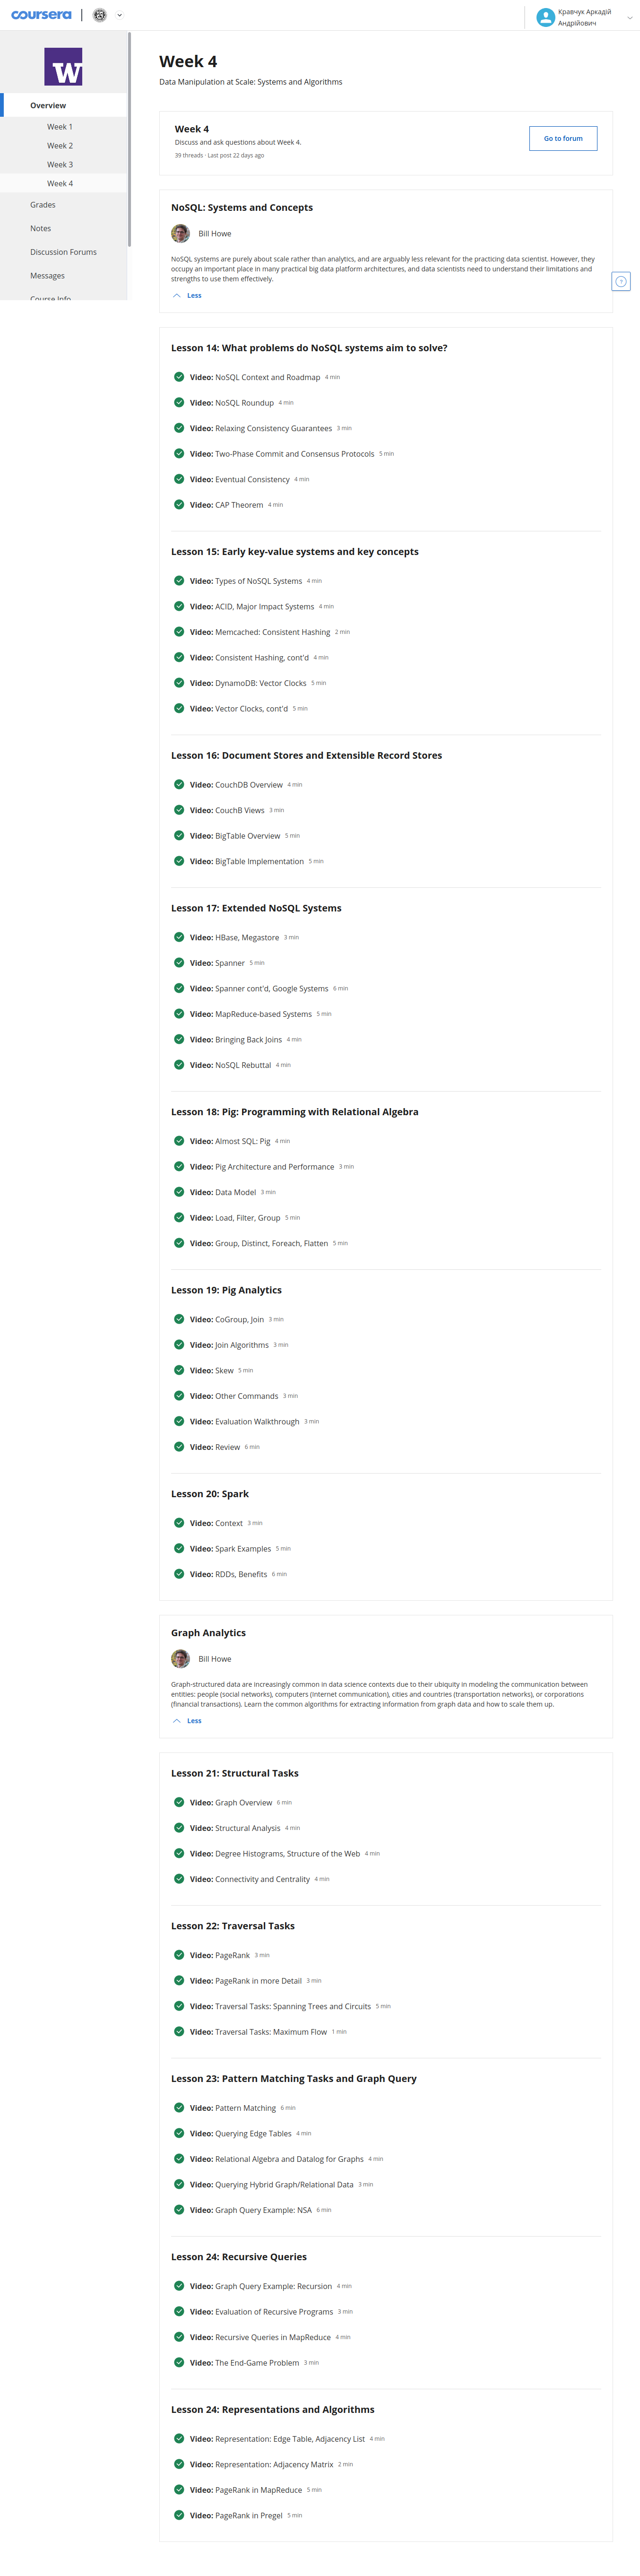 coursera
Кравчук Аркадій
Андрійович
W
Overview
Week 1
Week 2
Week 3
Week 4
Grades
Notes
Discussion Forums
Messages
Course Info
Week 4
Data Manipulation at Scale: Systems and Algorithms
Week 4
Discuss and ask questions about Week 4.
39 threads · Last post 22 days ago
Go to forum
NoSQL: Systems and Concepts
Bill Howe
NoSQL systems are purely about scale rather than analytics, and are arguably less relevant for the practicing data scientist. However, they
occupy an important place in many practical big data platform architectures, and data scientists need to understand their limitations and
strengths to use them effectively.
Less
?
Lesson 14: What problems do NoSQL systems aim to solve?
Video: NoSQL Context and Roadmap 4 min
Video: NoSQL Roundup 4 min
Video: Relaxing Consistency Guarantees 3 min
Video: Two-Phase Commit and Consensus Protocols 5 min
Video: Eventual Consistency 4 min
Video: CAP Theorem 4 min
Lesson 15: Early key-value systems and key concepts
Video: Types of NoSQL Systems 4 min
Video: ACID, Major Impact Systems 4 min
Video: Memcached: Consistent Hashing 2 min
Video: Consistent Hashing, cont'd 4 min
Video: DynamoDB: Vector Clocks 5 min
Video: Vector Clocks, cont'd 5 min
Lesson 16: Document Stores and Extensible Record Stores
Video: CouchDB Overview 4 min
Video: CouchB Views 3 min
Video: BigTable Overview 5 min
Video: BigTable Implementation 5 min
Lesson 17: Extended NoSQL Systems
Video: HBase, Megastore 3 min
Video: Spanner 5 min
Video: Spanner cont'd, Google Systems 6 min
Video: MapReduce-based Systems 5 min
Video: Bringing Back Joins 4 min
Video: NoSQL Rebuttal 4 min
Lesson 18: Pig: Programming with Relational Algebra
Video: Almost SQL: Pig 4 min
Video: Pig Architecture and Performance 3 min
Video: Data Model 3 min
Video: Load, Filter, Group 5 min
Video: Group, Distinct, Foreach, Flatten 5 min
Lesson 19: Pig Analytics
Video: CoGroup, Join 3 min
Video: Join Algorithms 3 min
Video: Skew 5 min
Video: Other Commands 3 min
Video: Evaluation Walkthrough 3 min
Video: Review 6 min
Lesson 20: Spark
Video: Context 3 min
Video: Spark Examples 5 min
Video: RDDs, Benefits 6 min
Graph Analytics
Bill Howe
Graph-structured data are increasingly common in data science contexts due to their ubiquity in modeling the communication between
entities: people (social networks), computers (Internet communication), cities and countries (transportation networks), or corporations
(financial transactions). Learn the common algorithms for extracting information from graph data and how to scale them up.
Less
Lesson 21: Structural Tasks
Video: Graph Overview 6 min
Video: Structural Analysis 4 min
Video: Degree Histograms, Structure of the Web 4 min
Video: Connectivity and Centrality 4 min
Lesson 22: Traversal Tasks
Video: PageRank 3 min
Video: PageRank in more Detail 3 min
Video: Traversal Tasks: Spanning Trees and Circuits 5 min
Video: Traversal Tasks: Maximum Flow 1 min
Lesson 23: Pattern Matching Tasks and Graph Query
Video: Pattern Matching 6 min
Video: Querying Edge Tables 4 min
Video: Relational Algebra and Datalog for Graphs 4 min
Video: Querying Hybrid Graph/Relational Data 3 min
Video: Graph Query Example: NSA 6 min
Lesson 24: Recursive Queries
Video: Graph Query Example: Recursion 4 min
Video: Evaluation of Recursive Programs 3 min
Video: Recursive Queries in MapReduce 4 min
Video: The End-Game Problem 3 min
Lesson 24: Representations and Algorithms
Video: Representation: Edge Table, Adjacency List 4 min
Video: Representation: Adjacency Matrix 2 min
Video: PageRank in MapReduce 5 min
Video: PageRank in Pregel 5 min